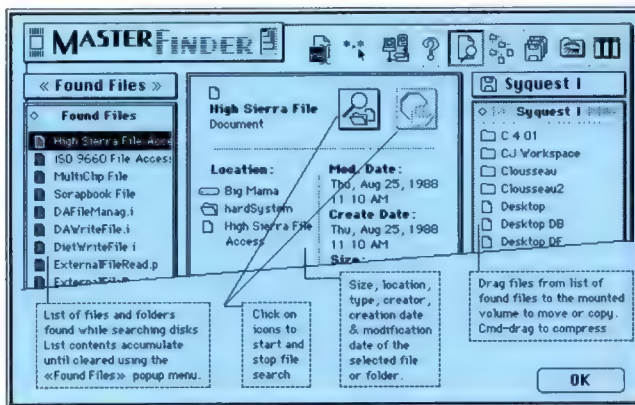 MASTER FINDER
« Found Files »
◇ Found Files
High Sierra File Acce
ISO 9660 File Access
MultiChp File
Scrapbook File
DAFileManag.i
DAWriteFile.i
DietWriteFile.i
ExternalFileRead.p
High Sierra File
Document
Location:
Big Mama
hardSystem
High Sierra File
Access
Mod. Date:
Thu, Aug 25, 1988
11 10 AM
Create Date:
Thu, Aug 25, 1988
11 10 AM
Size:
Syquest I
◇ Syquest I
C 4 01
CJ Workspace
Clousseau
Clousseau2
Desktop
Desktop DB
Desktop DF
List of files and folders
found while searching disks
List contents accumulate
until cleared using the
«Found Files» popup menu.
Click on
icons to
start and
stop file
search
Size, location,
type, creator,
creation date
& modification
date of the
selected file
or folder.
Drag files from list of
found files to the mounted
volume to move or copy.
Cmd-drag to compress
OK